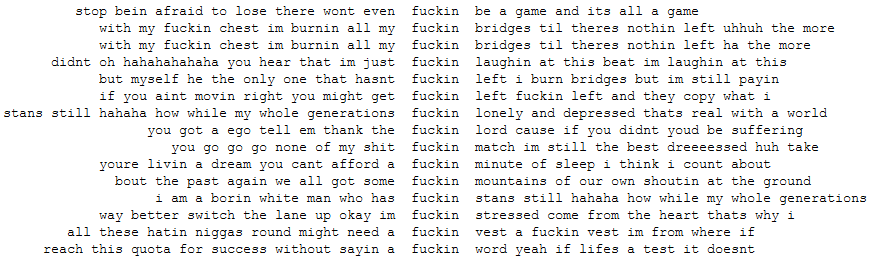 stop bein afraid to lose there wont even fuckin be a game and its all a game
with my fuckin chest im burnin all my fuckin bridges til theres nothin left uhhuh the more
with my fuckin chest im burnin all my fuckin bridges til theres nothin left ha the more
didnt oh hahahahahaha you hear that im just fuckin laughin at this beat im laughin at this
but myself he the only one that hasnt fuckin left i burn bridges but im still payin
if you aint movin right you might get fuckin left fuckin left and they copy what i
stans still hahaha how while my whole generations fuckin lonely and depressed thats real with a world
you got a ego tell em thank the fuckin lord cause if you didnt youd be suffering
you go go go none of my shit fuckin match im still the best dreeeessed huh take
youre livin a dream you cant afford a fuckin minute of sleep i think i count about
bout the past again we all got some fuckin mountains of our own shoutin at the ground
i am a borin white man who has fuckin stans still hahaha how while my whole generations
way better switch the lane up okay im fuckin stressed come from the heart thats why i
all these hatin niggas round might need a fuckin vest a fuckin vest im from where if
reach this quota for success without sayin a fuckin word yeah if lifes a test it doesnt